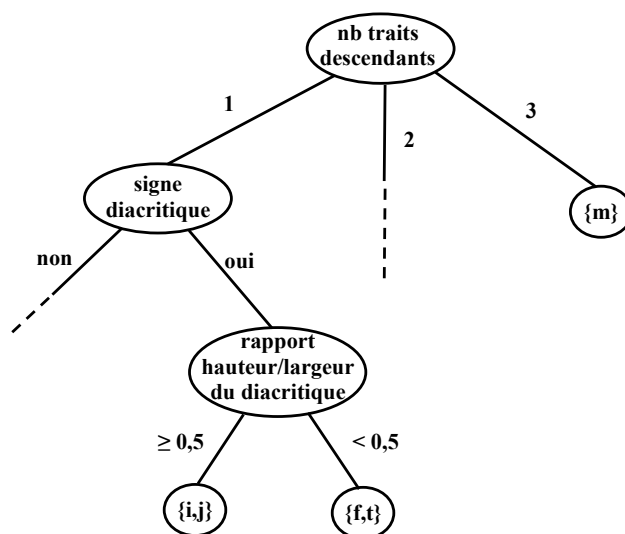 nb traits
descendants
1
2
3
signe
diacritique
{m}
non
oui
rapport
hauteur/largeur
du diacritique
≥ 0,5
< 0,5
{i,j}
{f,t}